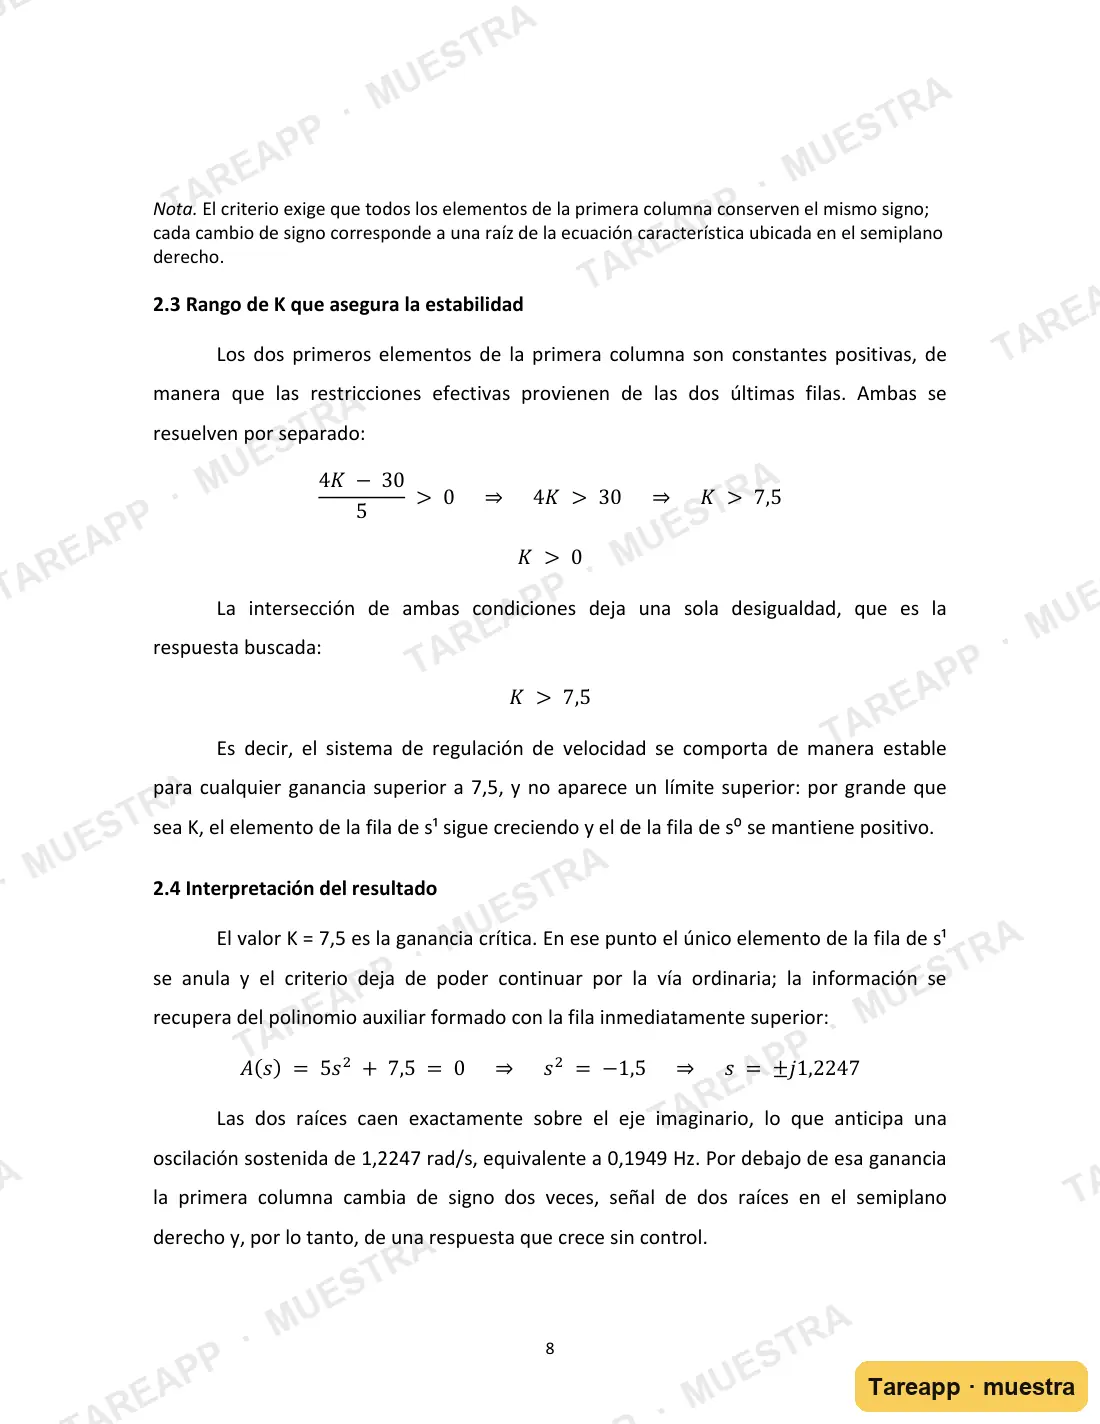 Nota. El criterio exige que todos los elementos de la primera columna conserven el mismo signo;
cada cambio de signo corresponde a una raíz de la ecuación característica ubicada en el semiplano
derecho.
2.3 Rango de K que asegura la estabilidad
Los dos primeros elementos de la primera columna son constantes positivas, de
manera que las restricciones efectivas provienen de las dos últimas filas. Ambas se
resuelven por separado:
(4K − 30)/5 > 0 ⇒ 4K > 30 ⇒ K > 7,5
K > 0
La intersección de ambas condiciones deja una sola desigualdad, que es la
respuesta buscada:
K > 7,5
Es decir, el sistema de regulación de velocidad se comporta de manera estable
para cualquier ganancia superior a 7,5, y no aparece un límite superior: por grande que
sea K, el elemento de la fila de s¹ sigue creciendo y el de la fila de s⁰ se mantiene positivo.
2.4 Interpretación del resultado
El valor K = 7,5 es la ganancia crítica. En ese punto el único elemento de la fila de s¹
se anula y el criterio deja de poder continuar por la vía ordinaria; la información se
recupera del polinomio auxiliar formado con la fila inmediatamente superior:
A(s) = 5s² + 7,5 = 0 ⇒ s² = −1,5 ⇒ s = ±j1,2247
Las dos raíces caen exactamente sobre el eje imaginario, lo que anticipa una
oscilación sostenida de 1,2247 rad/s, equivalente a 0,1949 Hz. Por debajo de esa ganancia
la primera columna cambia de signo dos veces, señal de dos raíces en el semiplano
derecho y, por lo tanto, de una respuesta que crece sin control.
8
Tareapp · muestra
TAREAPP · MUESTRA